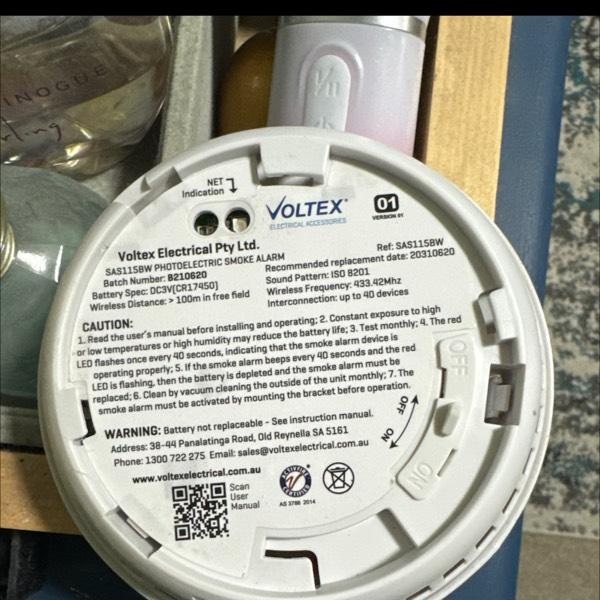 INOGUE
rling
NET
Indication
VOLTEX®
ELECTRICAL ACCESSORIES
01
VERSION 01
Voltex Electrical Pty Ltd.
SAS115BW PHOTOELECTRIC SMOKE ALARM
Ref: SAS115BW
Batch Number: B210620
Recommended replacement date: 20310620
Battery Spec: DC3V(CR17450)
Sound Pattern: ISO 8201
Wireless Distance: > 100m in free field
Wireless Frequency: 433.42Mhz
Interconnection: up to 40 devices
CAUTION:
1. Read the user's manual before installing and operating; 2. Constant exposure to high
or low temperatures or high humidity may reduce the battery life; 3. Test monthly; 4. The red
LED flashes once every 40 seconds, indicating that the smoke alarm device is
operating properly; 5. If the smoke alarm beeps every 40 seconds and the red
LED is flashing, then the battery is depleted and the smoke alarm must be
replaced; 6. Clean by vacuum cleaning the outside of the unit monthly; 7. The
smoke alarm must be activated by mounting the bracket before operation.
OFF
ON
OFF
ON
WARNING: Battery not replaceable - See instruction manual.
Address: 38-44 Panalatinga Road, Old Reynella SA 5161
Phone: 1300 722 275 Email: sales@voltexelectrical.com.au
www.voltexelectrical.com.au
Scan
User
Manual
AS 3786 2014